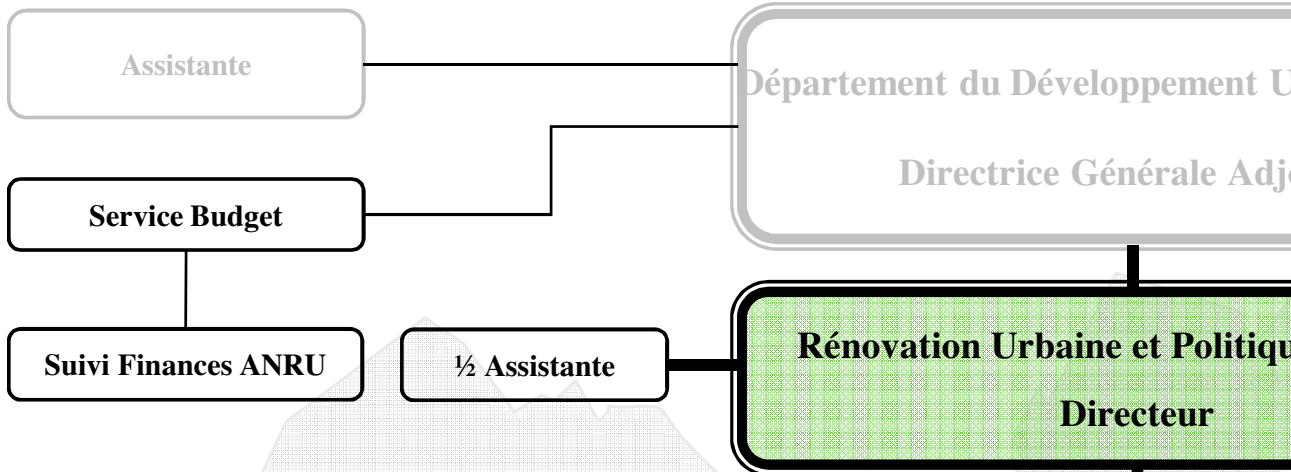 Assistante
Département du Développement U
Directrice Générale Adj
Service Budget
Suivi Finances ANRU
½ Assistante
Rénovation Urbaine et Politiqu
Directeur